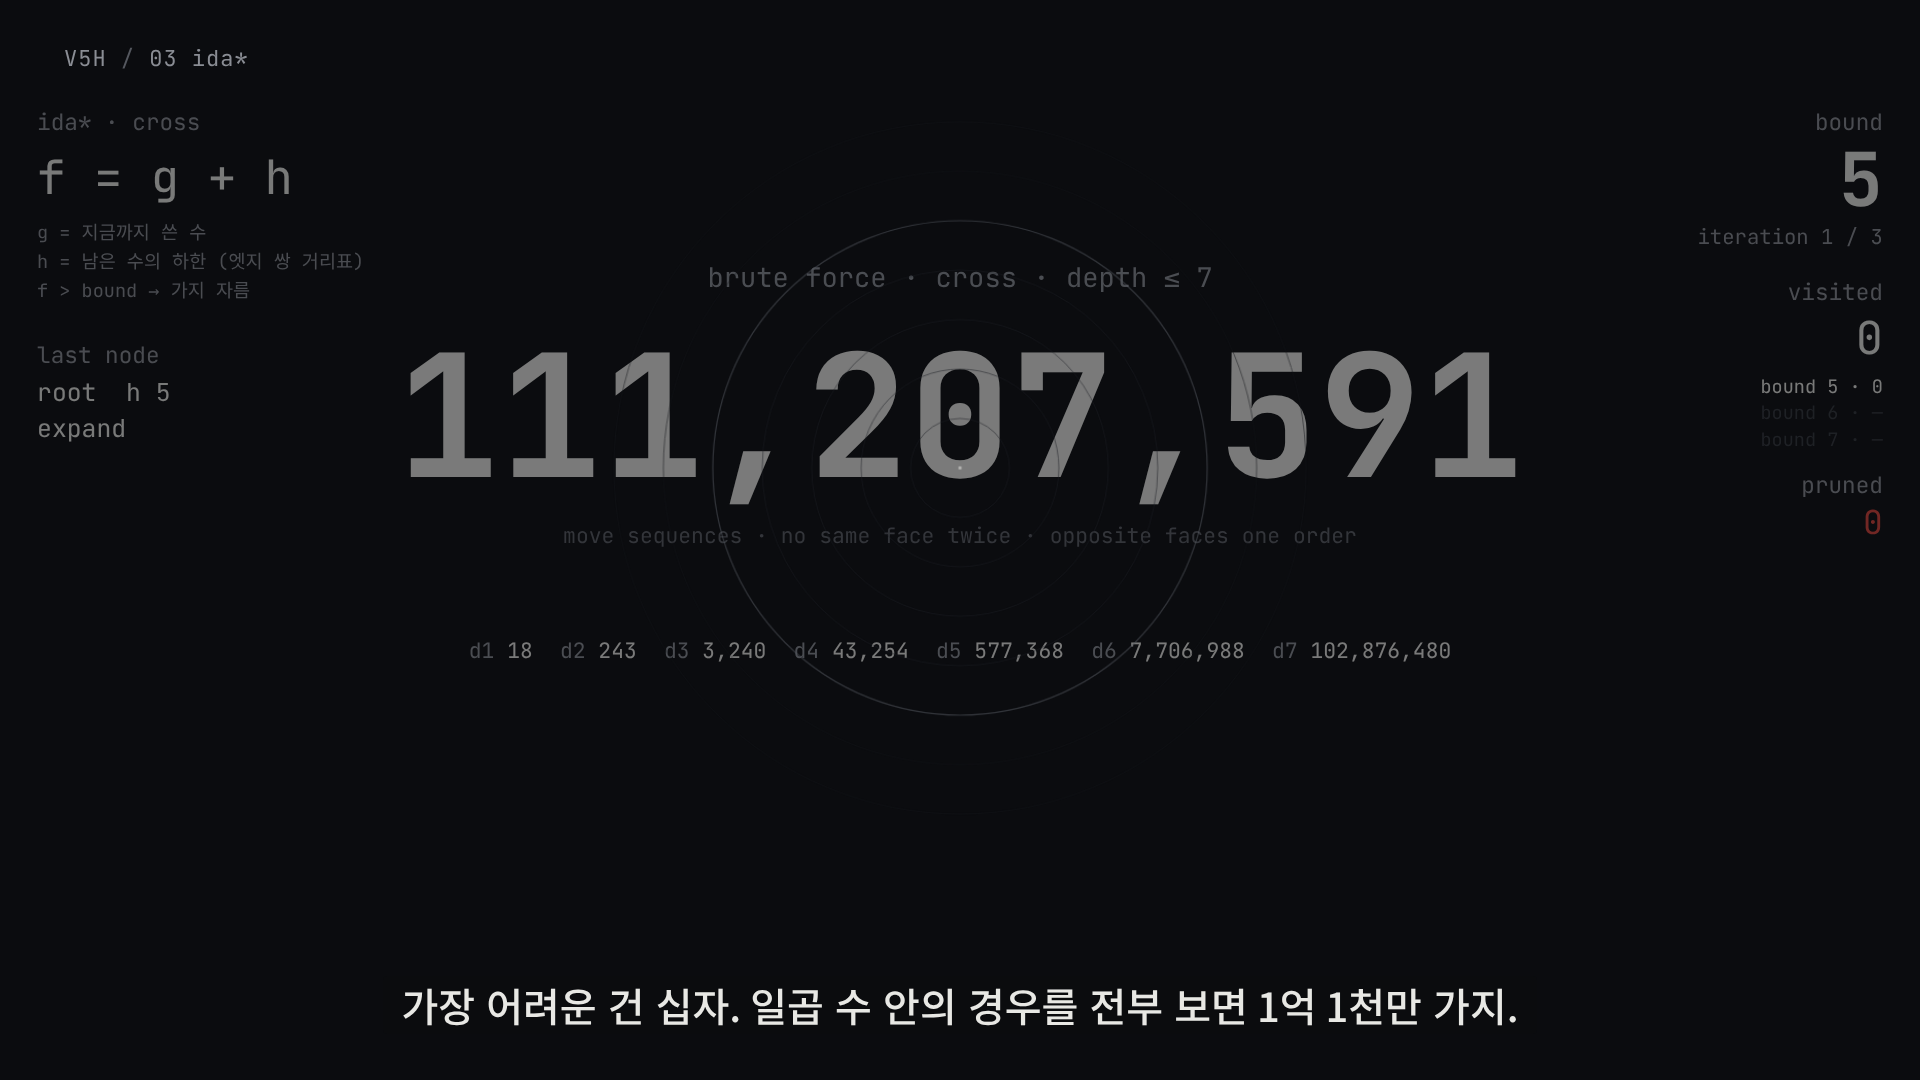 V5H / 03 ida*
ida* · cross
f = g + h
g = 지금까지 쓴 수
h = 남은 수의 하한 (엣지 쌍 거리표)
f > bound → 가지 자름
last node
root h 5
expand
brute force · cross · depth ≤ 7
111,207,591
move sequences · no same face twice · opposite faces one order
d1 18 d2 243 d3 3,240 d4 43,254 d5 577,368 d6 7,706,988 d7 102,876,480
bound
5
iteration 1 / 3
visited
0
bound 5 · 0
bound 6 · —
bound 7 · —
pruned
0
가장 어려운 건 십자. 일곱 수 안의 경우를 전부 보면 1억 1천만 가지.